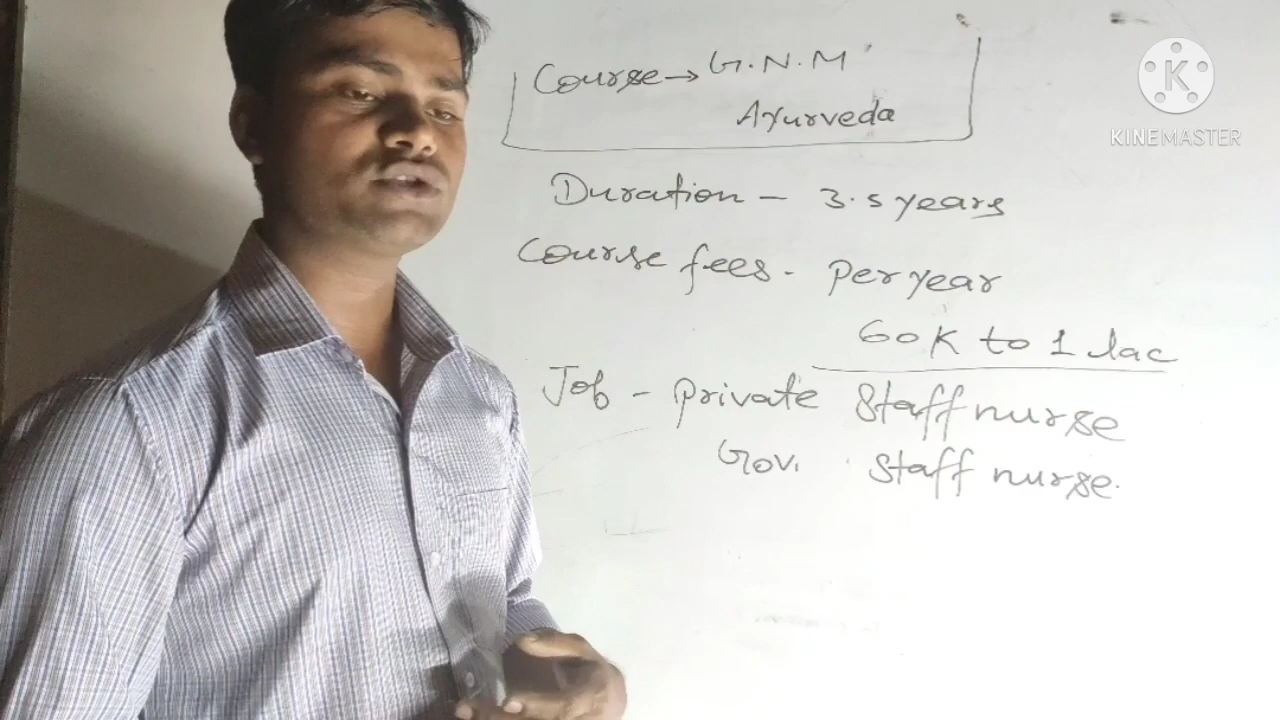 Course → G.N.M
Ayurveda
Duration - 3.5 years
Course fees - Per year
60K to 1 lac
Job - Private Staff nurse
Gov. Staff nurse.
K
KINEMASTER